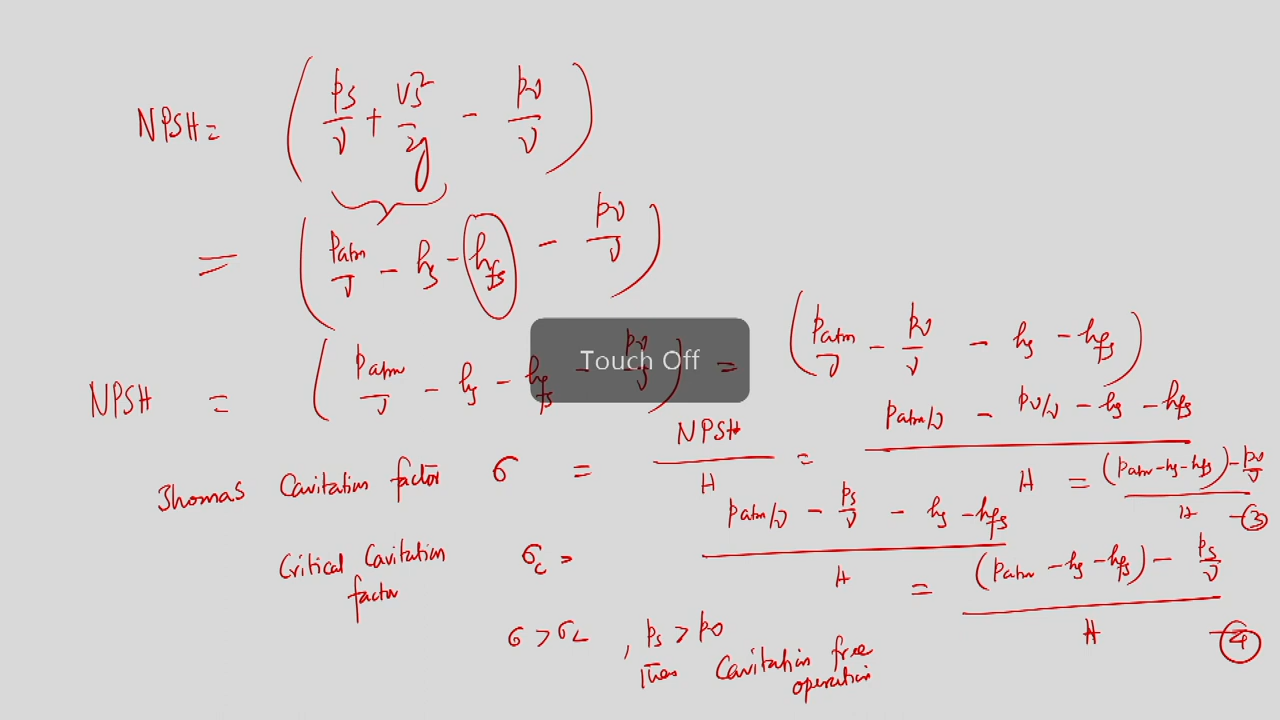 NPSH = ( ps/γ + vs²/2g - pv/γ )
= ( patm/γ - hs - hfs - pv/γ )
NPSH = ( patm/γ - hs - hfs - pv/γ ) = ( patm/γ - pv/γ - hs - hfs )
Touch Off
Thomas Cavitation factor σ = NPSH/H = (patm/γ - pv/γ - hs - hfs)/H = ((patm - hs - hfs) - pv/γ)/H - ③
Critical Cavitation factor σc = (patm/γ - ps/γ - hs - hfs)/H = ((patm - hs - hfs) - ps/γ)/H - ④
σ > σc , ps > pv
Then Cavitation free
operation